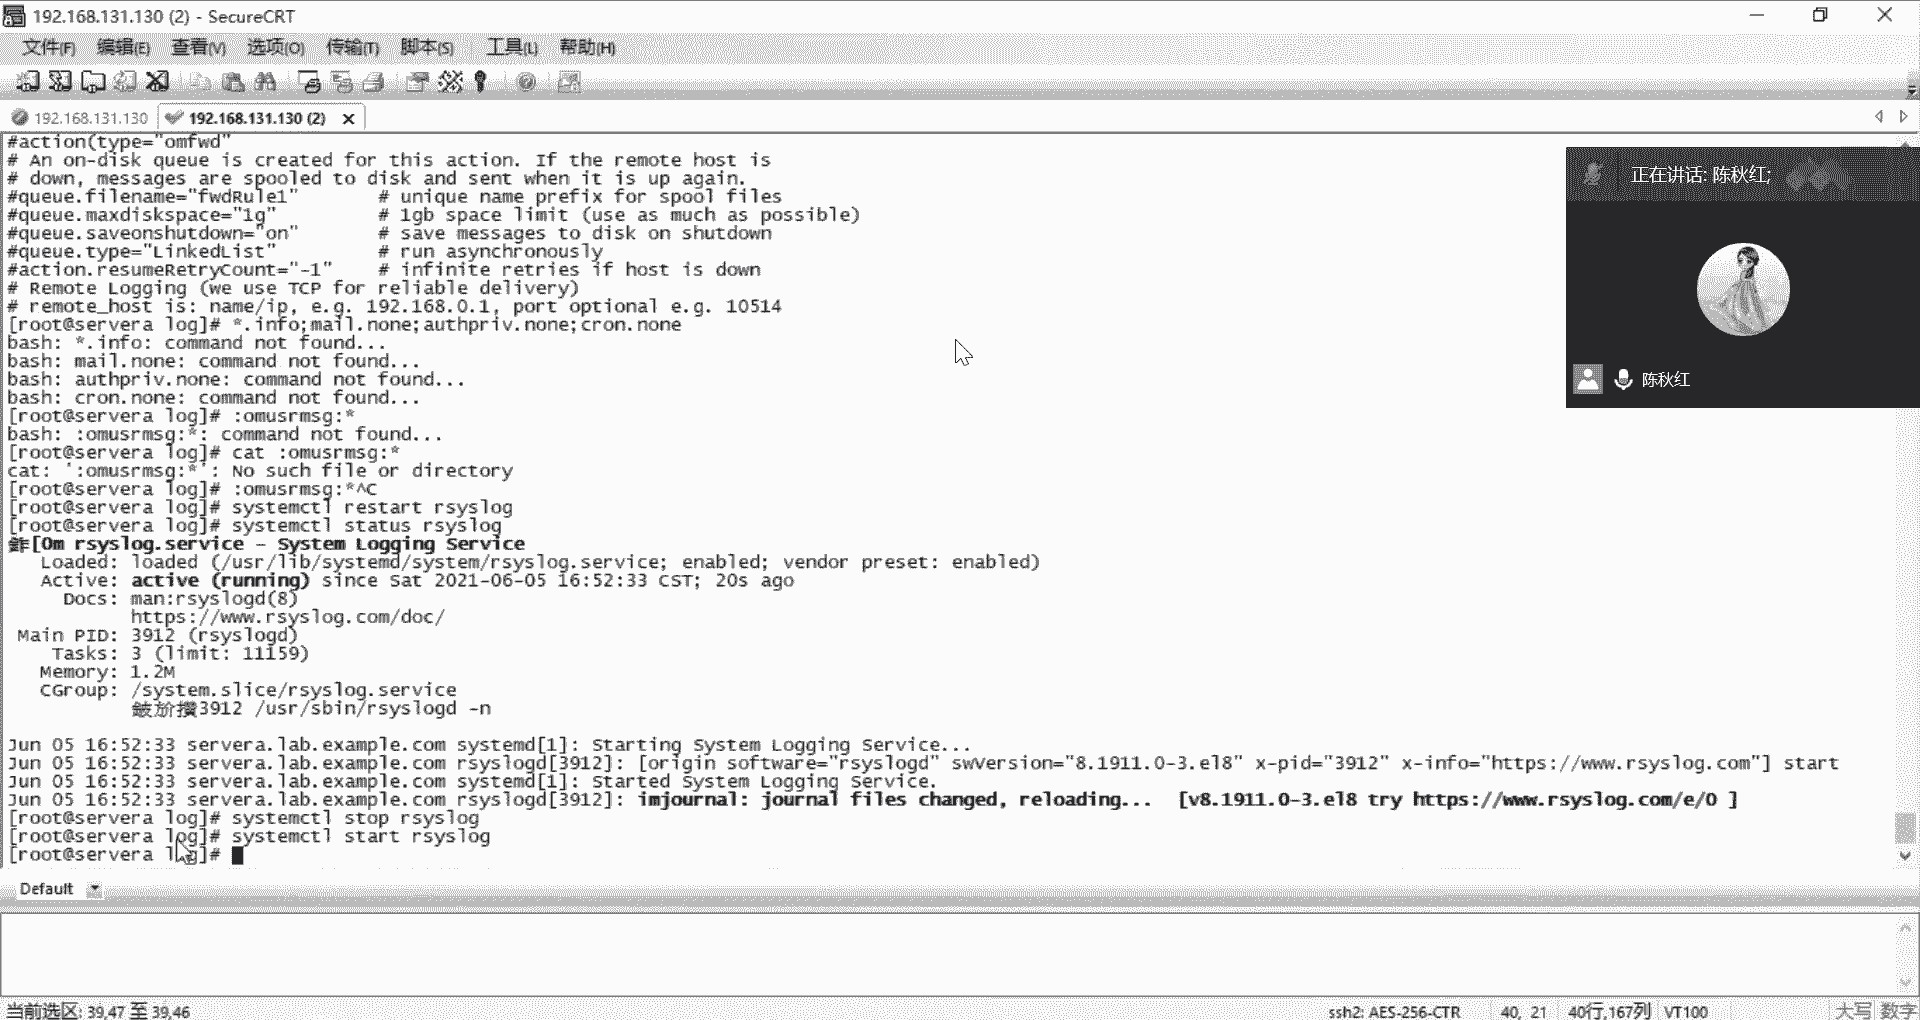 192.168.131.130 (2) - SecureCRT
文件(F) 编辑(E) 查看(V) 选项(O) 传输(T) 脚本(S) 工具(L) 帮助(H)
192.168.131.130 192.168.131.130 (2)
#action(type="omfwd"
# An on-disk queue is created for this action. If the remote host is
# down, messages are spooled to disk and sent when it is up again.
#queue.filename="fwdRule1" # unique name prefix for spool files
#queue.maxdiskspace="1g" # 1gb space limit (use as much as possible)
#queue.saveonshutdown="on" # save messages to disk on shutdown
#queue.type="LinkedList" # run asynchronously
#action.resumeRetryCount="-1" # infinite retries if host is down
# Remote Logging (we use TCP for reliable delivery)
# remote_host is: name/ip, e.g. 192.168.0.1, port optional e.g. 10514
[root@servera log]# *.info;mail.none;authpriv.none;cron.none
bash: *.info: command not found...
bash: mail.none: command not found...
bash: authpriv.none: command not found...
bash: cron.none: command not found...
[root@servera log]# :omusrmsg:*
bash: :omusrmsg:*: command not found...
[root@servera log]# cat :omusrmsg:*
cat: ':omusrmsg:*': No such file or directory
[root@servera log]# :omusrmsg:*^C
[root@servera log]# systemctl restart rsyslog
[root@servera log]# systemctl status rsyslog
[0m rsyslog.service - System Logging Service
Loaded: loaded (/usr/lib/systemd/system/rsyslog.service; enabled; vendor preset: enabled)
Active: active (running) since Sat 2021-06-05 16:52:33 CST; 20s ago
Docs: man:rsyslogd(8)
https://www.rsyslog.com/doc/
Main PID: 3912 (rsyslogd)
Tasks: 3 (limit: 11159)
Memory: 1.2M
CGroup: /system.slice/rsyslog.service
3912 /usr/sbin/rsyslogd -n
Jun 05 16:52:33 servera.lab.example.com systemd[1]: Starting System Logging Service...
Jun 05 16:52:33 servera.lab.example.com rsyslogd[3912]: [origin software="rsyslogd" swVersion="8.1911.0-3.el8" x-pid="3912" x-info="https://www.rsyslog.com"] start
Jun 05 16:52:33 servera.lab.example.com systemd[1]: Started System Logging Service.
Jun 05 16:52:33 servera.lab.example.com rsyslogd[3912]: imjournal: journal files changed, reloading... [v8.1911.0-3.el8 try https://www.rsyslog.com/e/0 ]
[root@servera log]# systemctl stop rsyslog
[root@servera log]# systemctl start rsyslog
[root@servera log]#
正在讲话: 陈秋红;
陈秋红
Default
当前选区: 39,47 至 39,46
ssh2: AES-256-CTR 40, 21 40行,167列 VT100 大写 数字